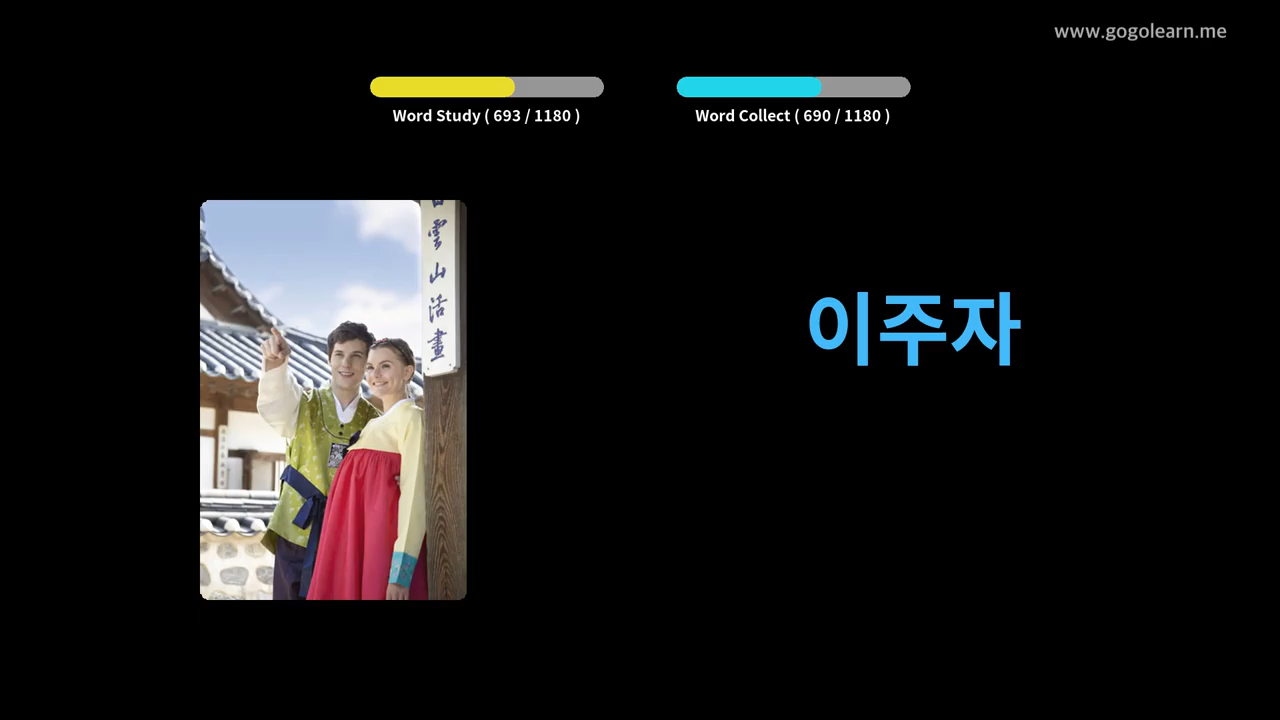 www.gogolearn.me
Word Study ( 693 / 1180 )
Word Collect ( 690 / 1180 )
雲
山
活
畫
이주자